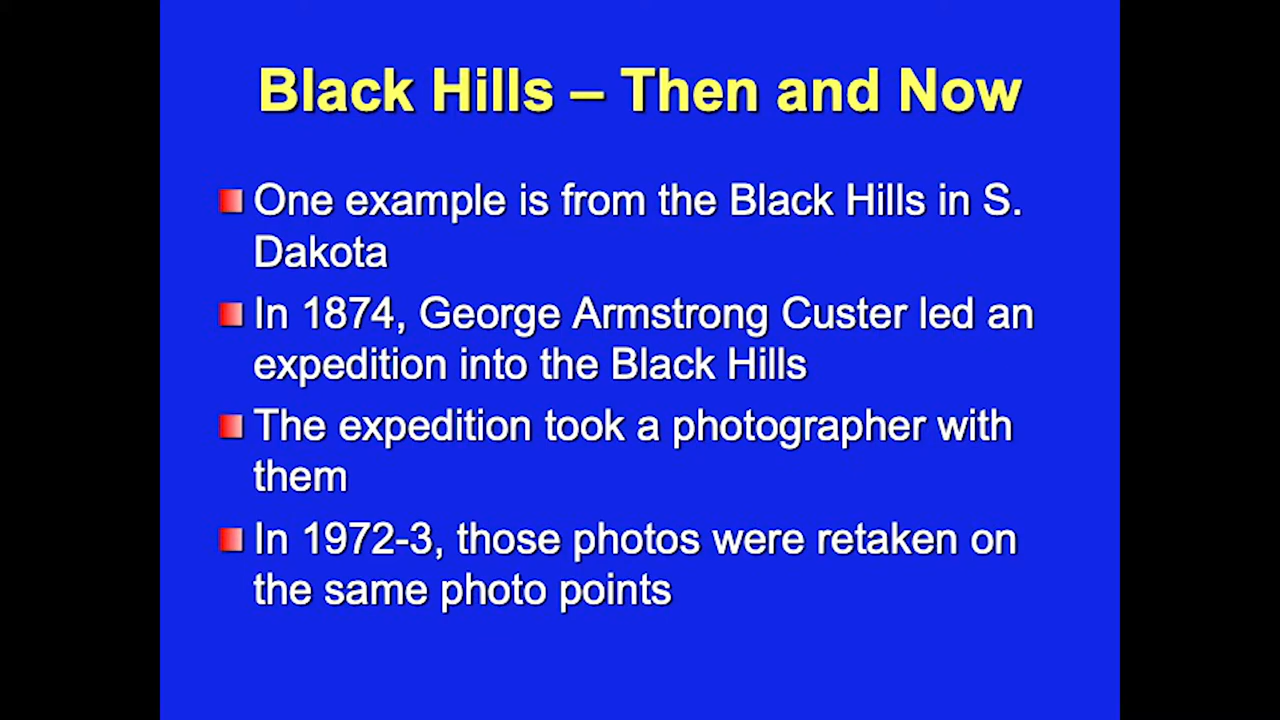 Black Hills – Then and Now
One example is from the Black Hills in S.
Dakota
In 1874, George Armstrong Custer led an
expedition into the Black Hills
The expedition took a photographer with
them
In 1972-3, those photos were retaken on
the same photo points